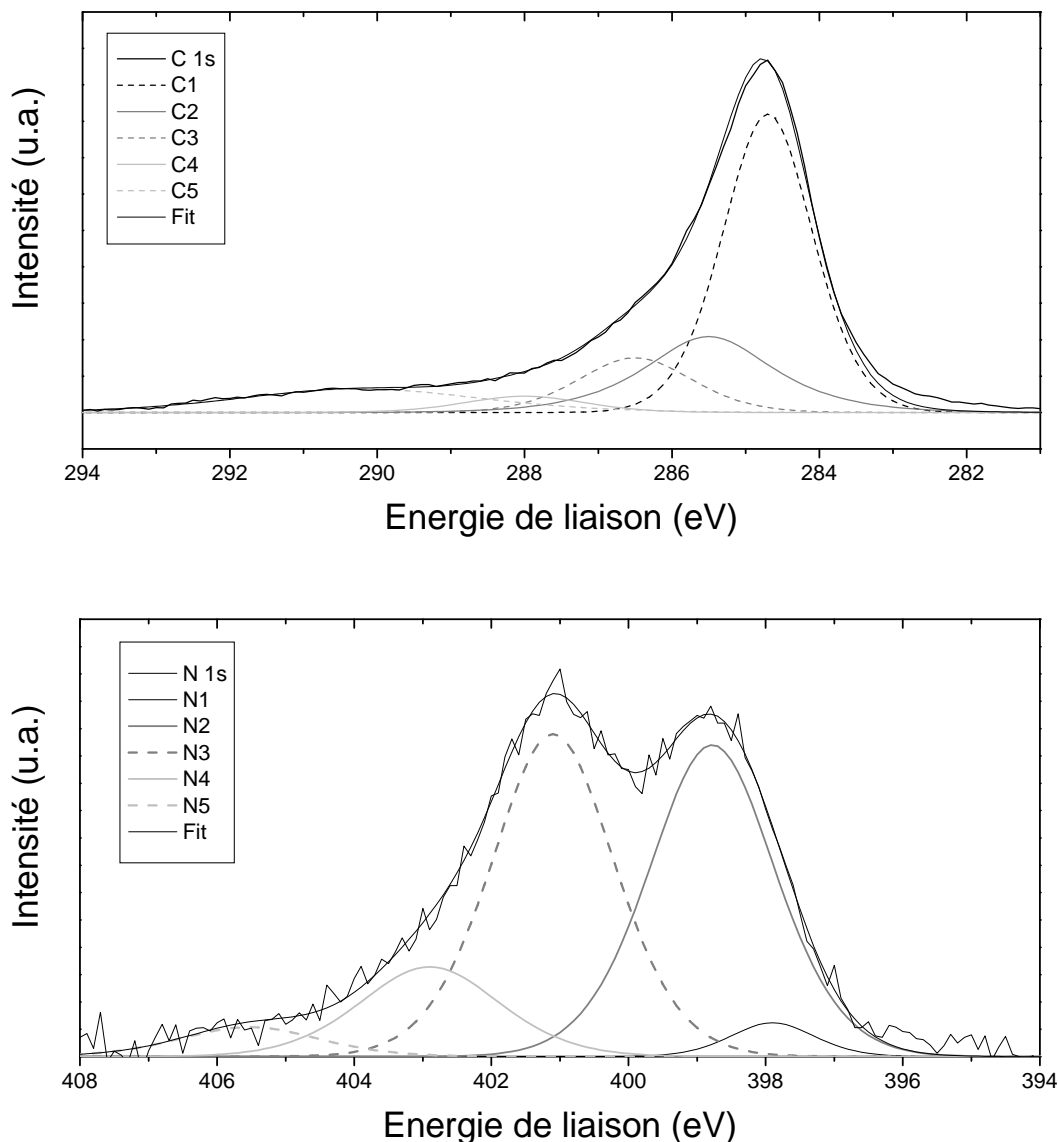 C 1s
C1
C2
C3
C4
C5
Fit
Intensité (u.a.)
294 292 290 288 286 284 282
Energie de liaison (eV)
N 1s
N1
N2
N3
N4
N5
Fit
Intensité (u.a.)
408 406 404 402 400 398 396 394
Energie de liaison (eV)